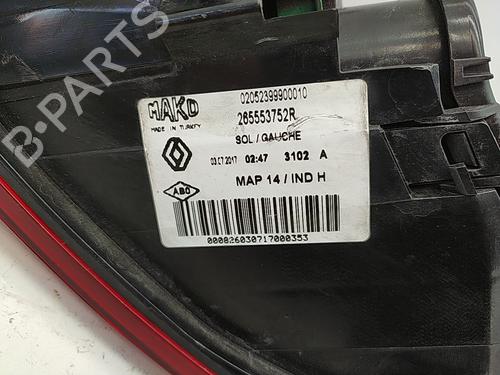 B-PARTS
02052399900010
MAKO
MADE IN TURKEY
265553752R
SOL / GAUCHE
03.07.2017 02:47 3102 A
MAP 14 / IND H
ABO
000826030717000353